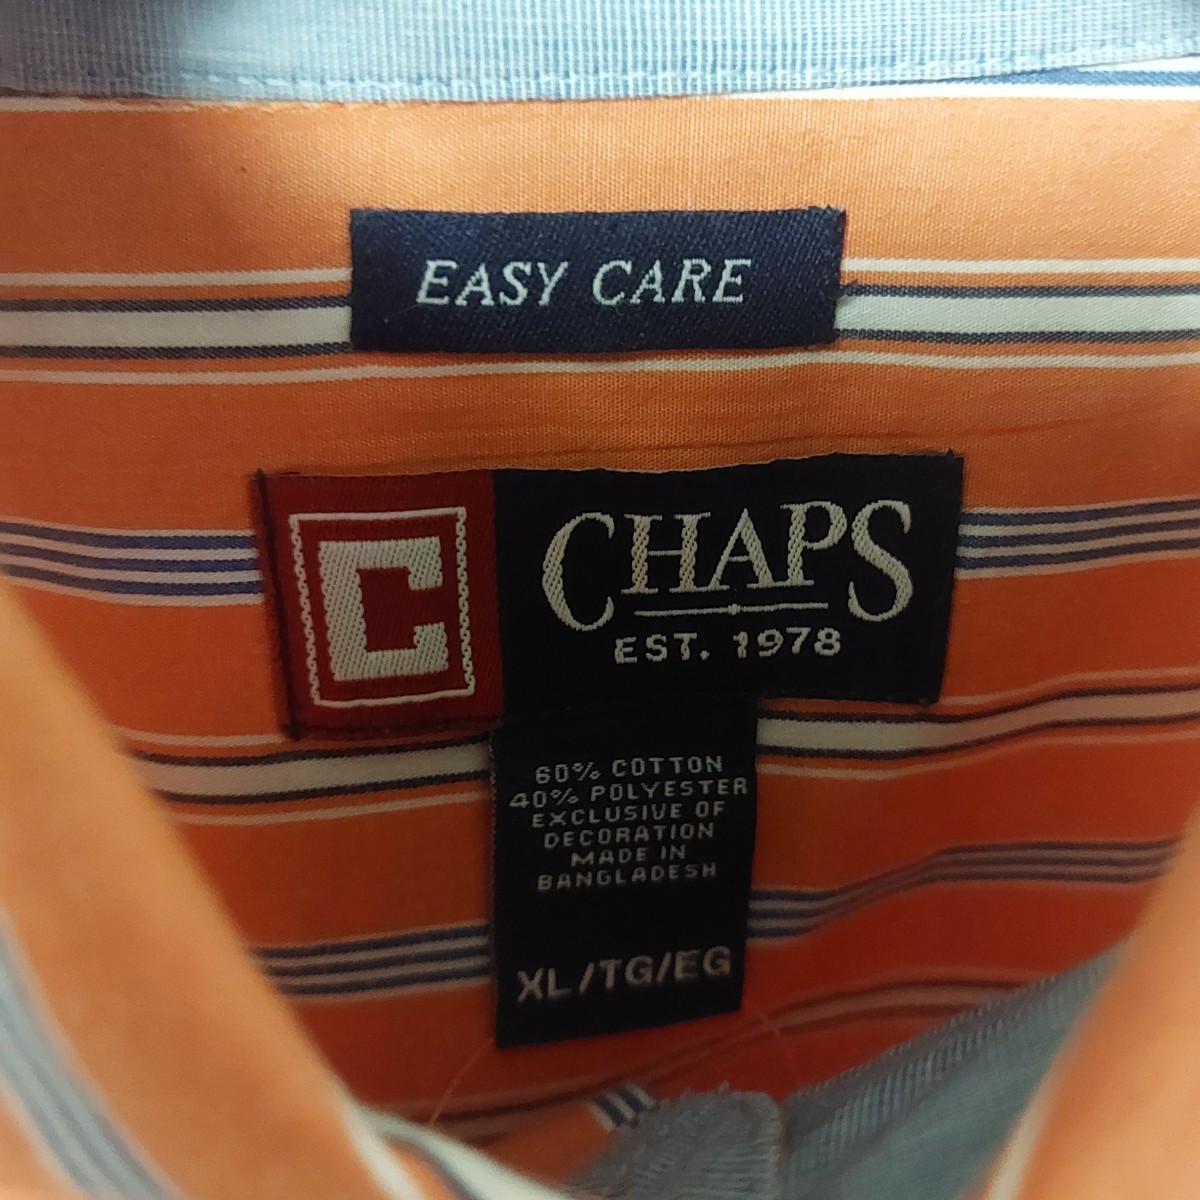 EASY CARE
C
CHAPS
EST. 1978
60% COTTON
40% POLYESTER
EXCLUSIVE OF
DECORATION
MADE IN
BANGLADESH
XL/TG/EG